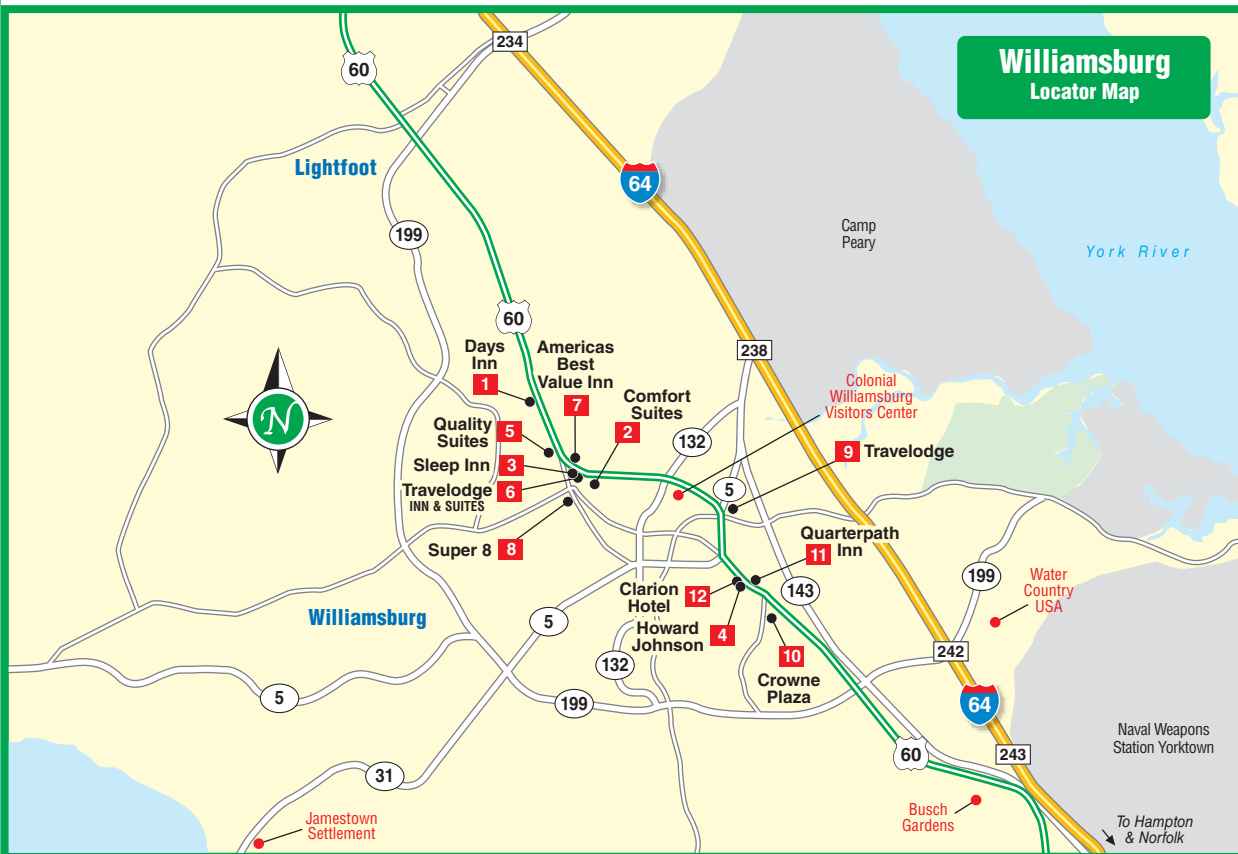 Williamsburg
Locator Map
234
60
Lightfoot
64
199
Camp
Peary
York River
60
Days
Inn
1
Americas
Best
Value Inn
7
238
Comfort
Suites
2
Colonial
Williamsburg
Visitors Center
N
Quality
Suites
5
132
9 Travelodge
Sleep Inn 3
Travelodge
INN & SUITES
6
5
Super 8 8
Quarterpath
Inn
11
199
Water
Country
USA
Clarion
Hotel
12
143
Williamsburg
5
Howard
Johnson
4
10
Crowne
Plaza
132
242
5
199
64
Naval Weapons
Station Yorktown
60
243
31
Busch
Gardens
Jamestown
Settlement
To Hampton
& Norfolk